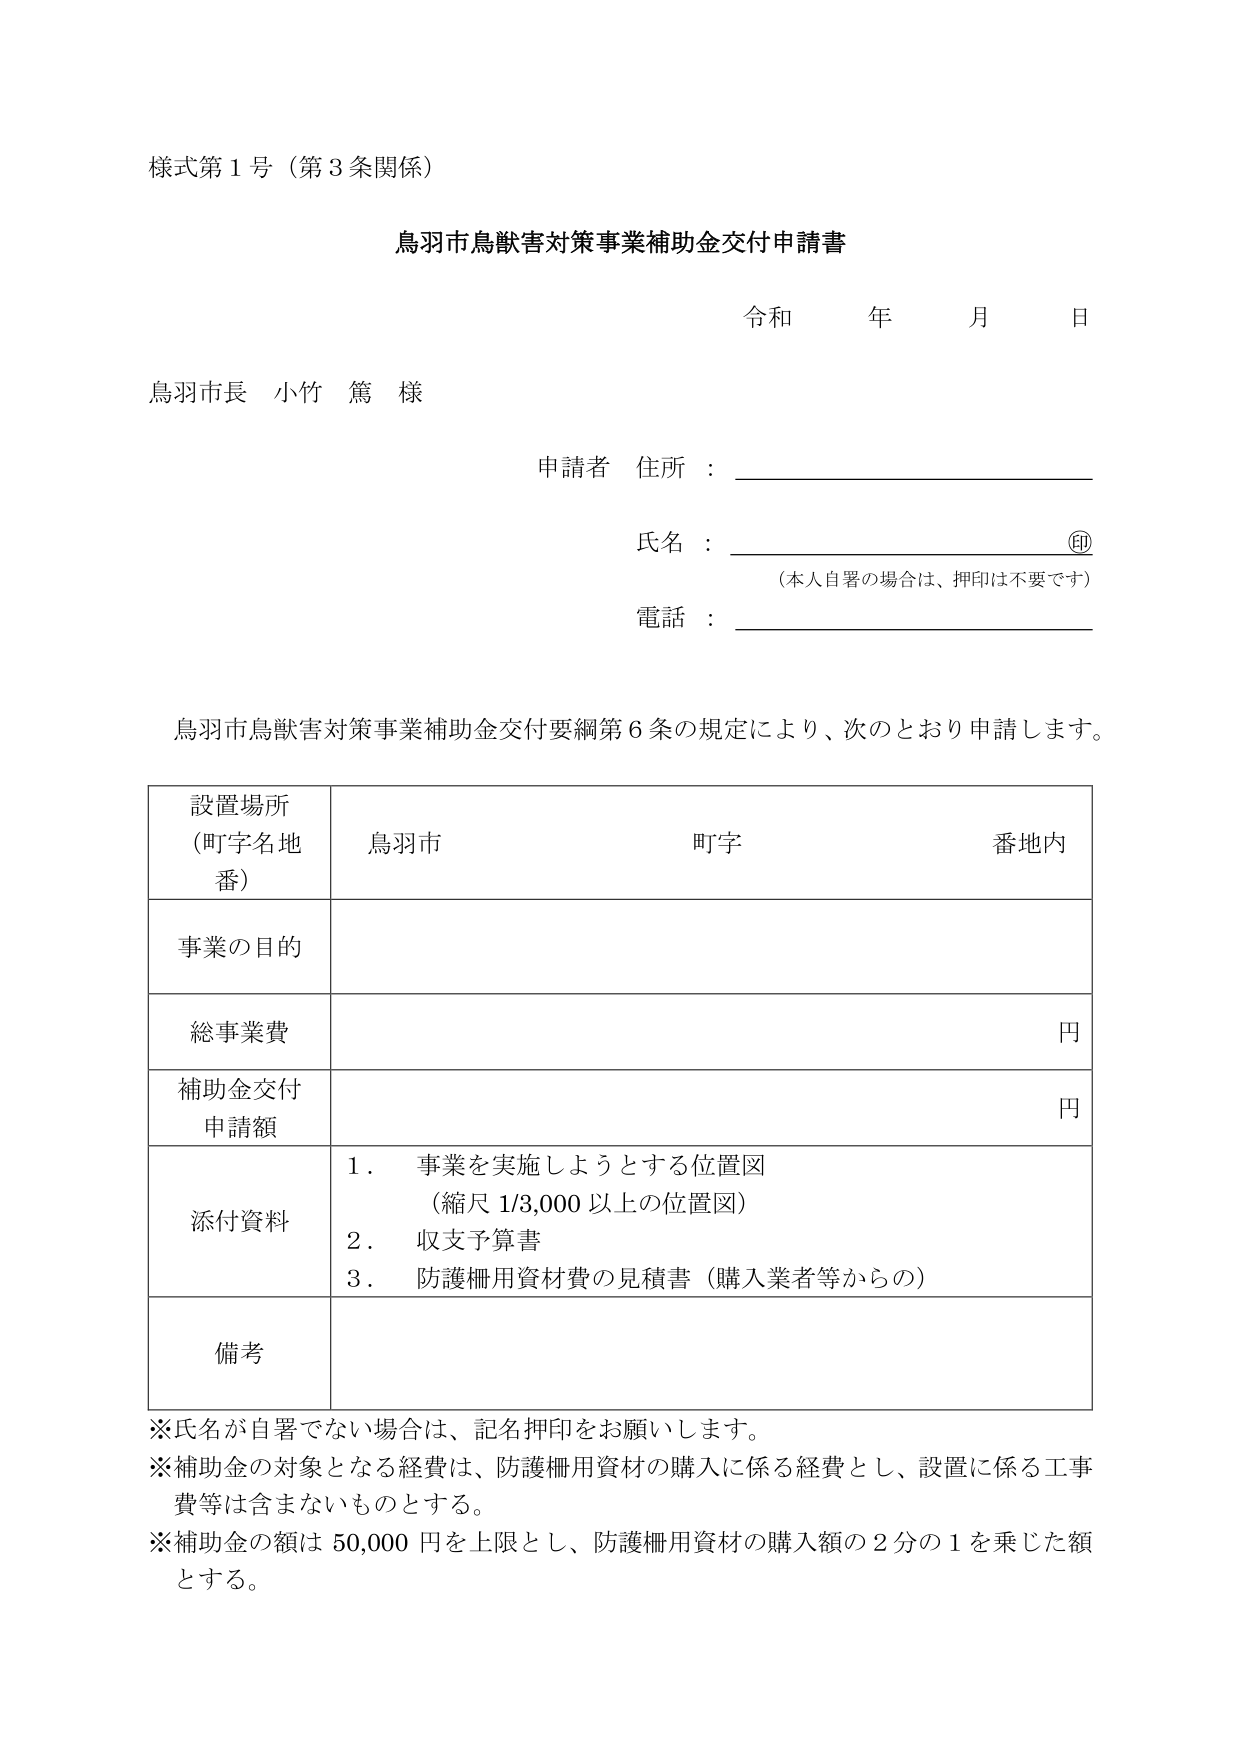 様式第１号（第３条関係）
鳥羽市鳥獣害対策事業補助金交付申請書
令和　　　年　　　月　　　日
鳥羽市長　小竹　篤　様
申請者　住所 ：
氏名 ：　㊞
（本人自署の場合は、押印は不要です）
電話 ：
鳥羽市鳥獣害対策事業補助金交付要綱第６条の規定により、次のとおり申請します。
設置場所
（町字名地
番）
鳥羽市　　　町字　　　番地内
事業の目的
総事業費
円
補助金交付
申請額
円
添付資料
１．　事業を実施しようとする位置図
（縮尺 1/3,000 以上の位置図）
２．　収支予算書
３．　防護柵用資材費の見積書（購入業者等からの）
備考
※氏名が自署でない場合は、記名押印をお願いします。
※補助金の対象となる経費は、防護柵用資材の購入に係る経費とし、設置に係る工事
費等は含まないものとする。
※補助金の額は 50,000 円を上限とし、防護柵用資材の購入額の２分の１を乗じた額
とする。